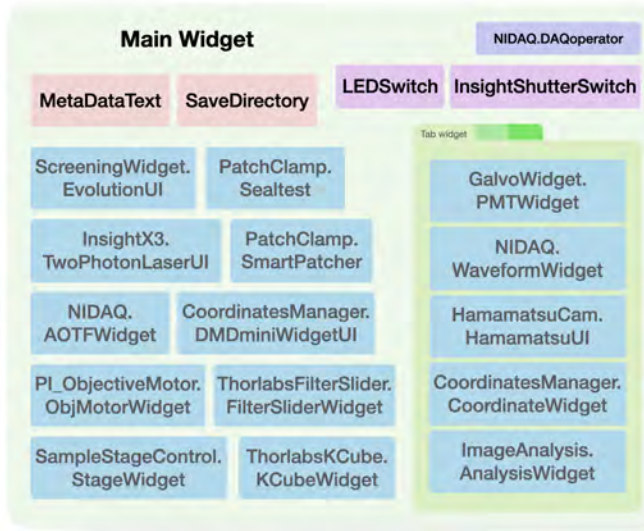 Main Widget
NIDAQ.DAQoperator
MetaDataText
SaveDirectory
LEDSwitch
InsightShutterSwitch
ScreeningWidget.
EvolutionUI
PatchClamp.
Sealtest
InsightX3.
TwoPhotonLaserUI
PatchClamp.
SmartPatcher
NIDAQ.
AOTFWidget
CoordinatesManager.
DMDminiWidgetUI
PI_ObjectiveMotor.
ObjMotorWidget
ThorlabsFilterSlider.
FilterSliderWidget
SampleStageControl.
StageWidget
ThorlabsKCube.
KCubeWidget
Tab widget
GalvoWidget.
PMTWidget
NIDAQ.
WaveformWidget
HamamatsuCam.
HamamatsuUI
CoordinatesManager.
CoordinateWidget
ImageAnalysis.
AnalysisWidget